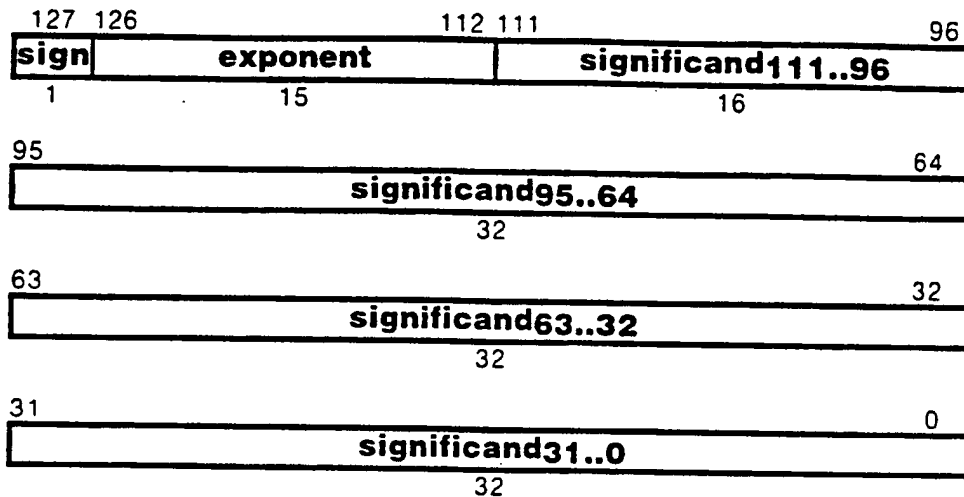 127 126 112 111 96
sign exponent significand111..96
1 15 16
95 64
significand95..64
32
63 32
significand63..32
32
31 0
significand31..0
32